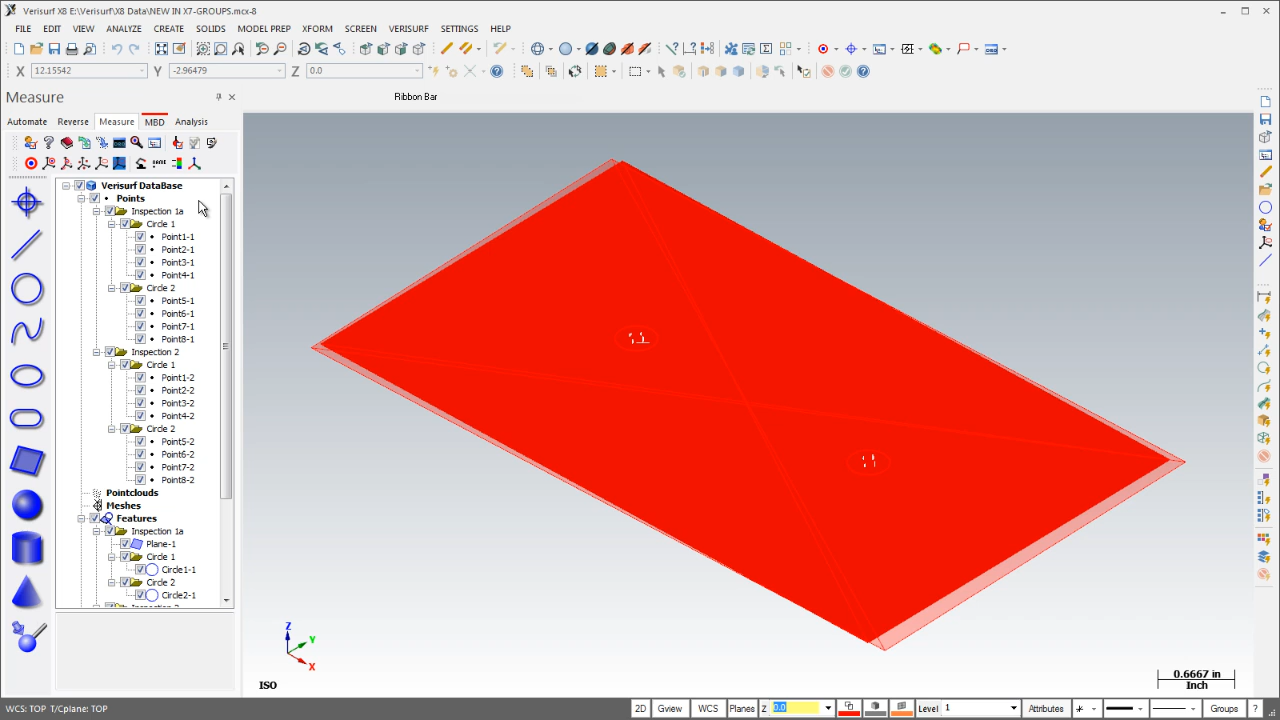 Verisurf X8 E:\Verisurf\X8 Data\NEW IN X7-GROUPS.mcx-8
FILE EDIT VIEW ANALYZE CREATE SOLIDS MODEL PREP XFORM SCREEN VERISURF SETTINGS HELP
X 12.15542 Y -2.96479 Z 0.0
Measure
Ribbon Bar
Automate Reverse Measure MBD Analysis
Verisurf DataBase
Points
Inspection 1a
Circle 1
Point1-1
Point2-1
Point3-1
Point4-1
Circle 2
Point5-1
Point6-1
Point7-1
Point8-1
Inspection 2
Circle 1
Point1-2
Point2-2
Point3-2
Point4-2
Circle 2
Point5-2
Point6-2
Point7-2
Point8-2
Pointclouds
Meshes
Features
Inspection 1a
Plane-1
Circle 1
Circle1-1
Circle 2
Circle2-1
Z
Y
X
ISO
0.6667 in
Inch
WCS: TOP T/Cplane: TOP
2D Gview WCS Planes Z 0.0 Level 1 Attributes Groups ?